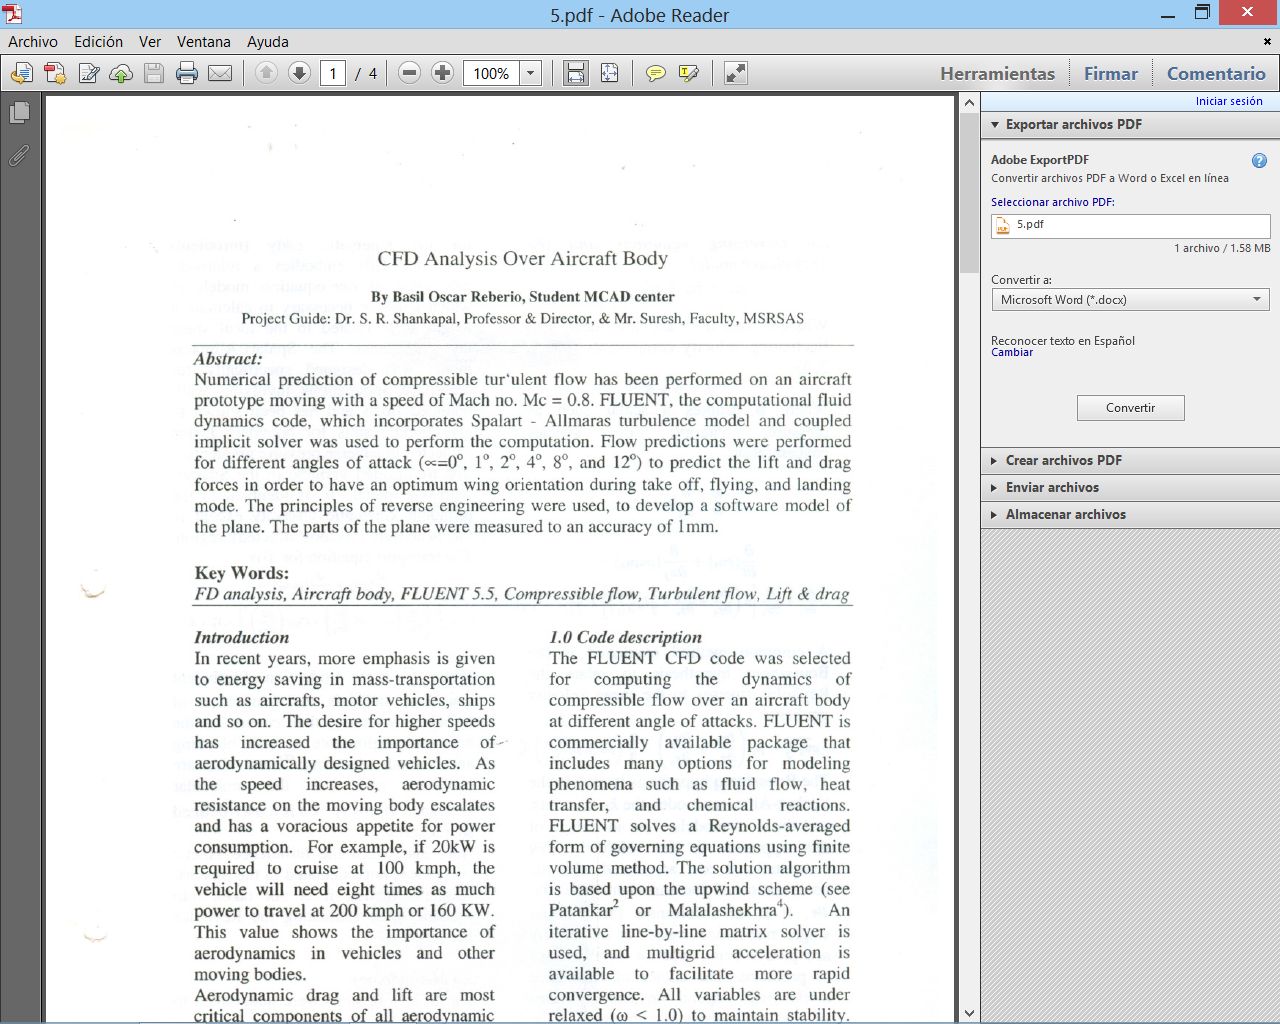 5.pdf - Adobe Reader
Archivo Edición Ver Ventana Ayuda
1 / 4 100% Herramientas Firmar Comentario
Iniciar sesión
Exportar archivos PDF
Adobe ExportPDF
Convertir archivos PDF a Word o Excel en línea
Seleccionar archivo PDF:
5.pdf
1 archivo / 1.58 MB
Convertir a:
Microsoft Word (*.docx)
Reconocer texto en Español
Cambiar
Convertir
Crear archivos PDF
Enviar archivos
Almacenar archivos
CFD Analysis Over Aircraft Body
By Basil Oscar Reberio, Student MCAD center
Project Guide: Dr. S. R. Shankapal, Professor & Director, & Mr. Suresh, Faculty, MSRSAS
Abstract:
Numerical prediction of compressible tur'ulent flow has been performed on an aircraft
prototype moving with a speed of Mach no. Mc = 0.8. FLUENT, the computational fluid
dynamics code, which incorporates Spalart - Allmaras turbulence model and coupled
implicit solver was used to perform the computation. Flow predictions were performed
for different angles of attack (∝=0°, 1°, 2°, 4°, 8°, and 12°) to predict the lift and drag
forces in order to have an optimum wing orientation during take off, flying, and landing
mode. The principles of reverse engineering were used, to develop a software model of
the plane. The parts of the plane were measured to an accuracy of 1mm.
Key Words:
FD analysis, Aircraft body, FLUENT 5.5, Compressible flow, Turbulent flow, Lift & drag
Introduction
In recent years, more emphasis is given
to energy saving in mass-transportation
such as aircrafts, motor vehicles, ships
and so on. The desire for higher speeds
has increased the importance of
aerodynamically designed vehicles. As
the speed increases, aerodynamic
resistance on the moving body escalates
and has a voracious appetite for power
consumption. For example, if 20kW is
required to cruise at 100 kmph, the
vehicle will need eight times as much
power to travel at 200 kmph or 160 KW.
This value shows the importance of
aerodynamics in vehicles and other
moving bodies.
Aerodynamic drag and lift are most
critical components of all aerodynamic
1.0 Code description
The FLUENT CFD code was selected
for computing the dynamics of
compressible flow over an aircraft body
at different angle of attacks. FLUENT is
commercially available package that
includes many options for modeling
phenomena such as fluid flow, heat
transfer, and chemical reactions.
FLUENT solves a Reynolds-averaged
form of governing equations using finite
volume method. The solution algorithm
is based upon the upwind scheme (see
Patankar² or Malalashekhra⁴). An
iterative line-by-line matrix solver is
used, and multigrid acceleration is
available to facilitate more rapid
convergence. All variables are under
relaxed (ω < 1.0) to maintain stability.